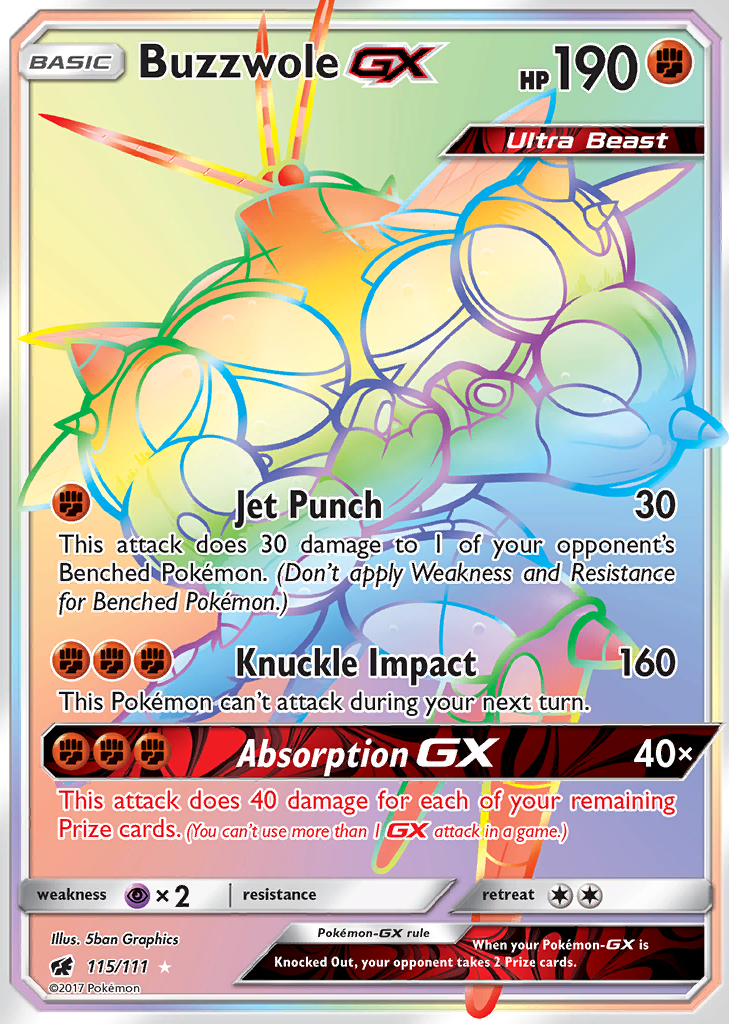 BASIC Buzzwole GX HP 190
Ultra Beast
Jet Punch 30
This attack does 30 damage to 1 of your opponent's
Benched Pokémon. (Don't apply Weakness and Resistance
for Benched Pokémon.)
Knuckle Impact 160
This Pokémon can't attack during your next turn.
Absorption GX 40×
This attack does 40 damage for each of your remaining
Prize cards. (You can't use more than 1 GX attack in a game.)
weakness ×2 resistance retreat
Illus. 5ban Graphics
115/111
©2017 Pokémon
Pokémon-GX rule
When your Pokémon-GX is
Knocked Out, your opponent takes 2 Prize cards.